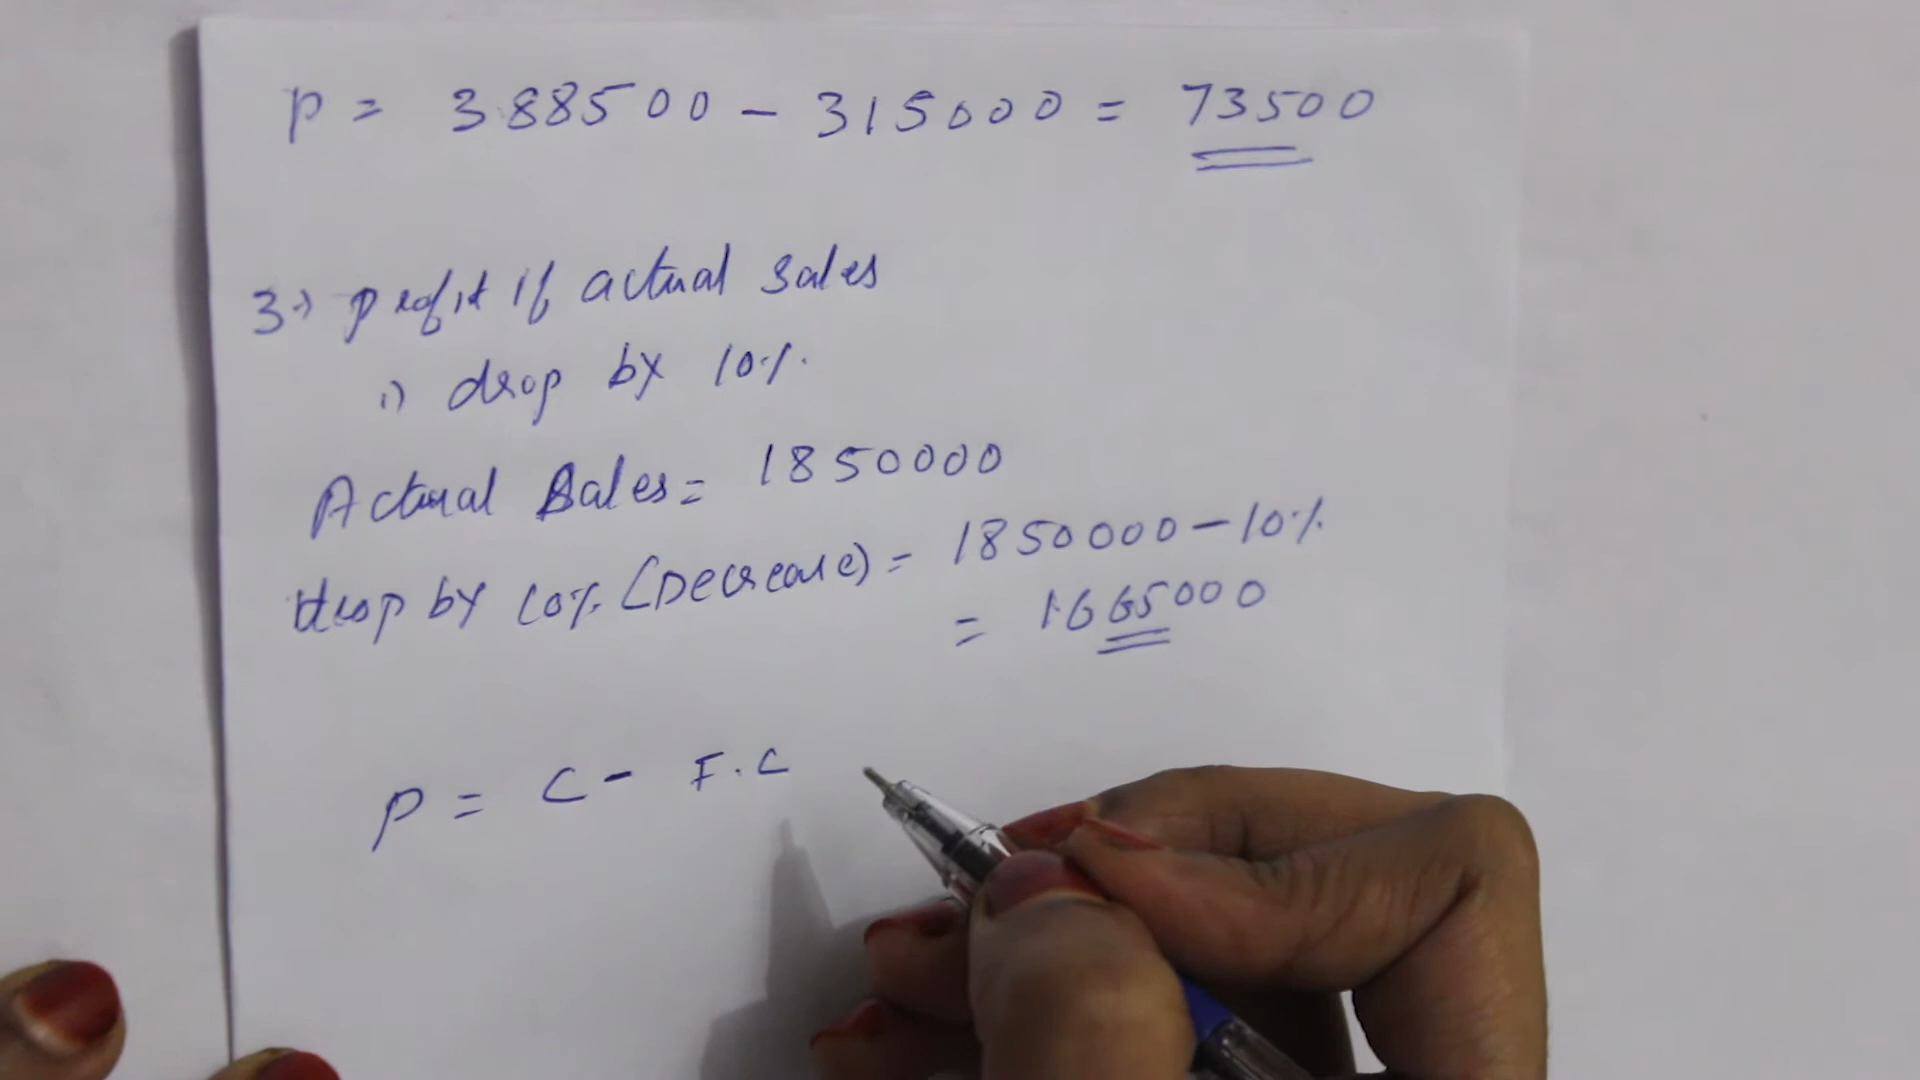 P = 388500 - 315000 = 73500
3.) profit if actual sales
i) drop by 10%.
Actual Sales = 1850000
drop by 10%. (Decrease) = 1850000 - 10%
= 1665000
P = C - F.C